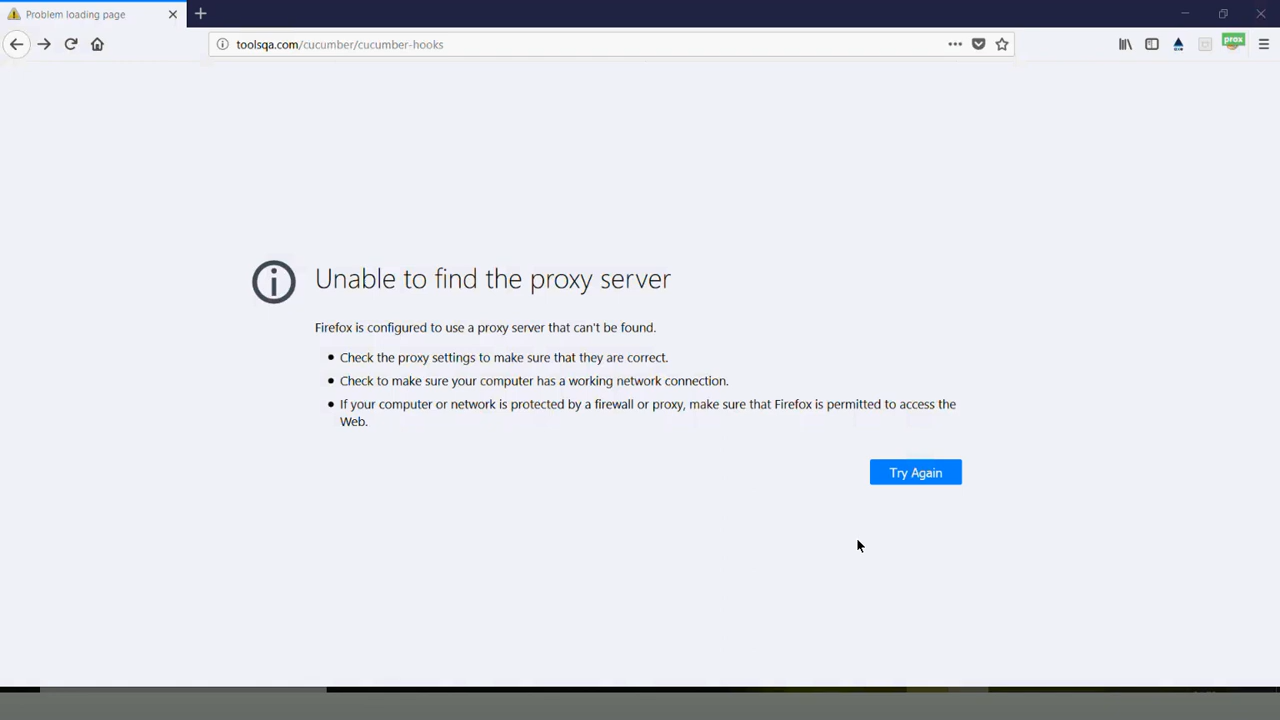 Problem loading page
toolsqa.com/cucumber/cucumber-hooks
prox
Unable to find the proxy server
Firefox is configured to use a proxy server that can't be found.
Check the proxy settings to make sure that they are correct.
Check to make sure your computer has a working network connection.
If your computer or network is protected by a firewall or proxy, make sure that Firefox is permitted to access the
Web.
Try Again